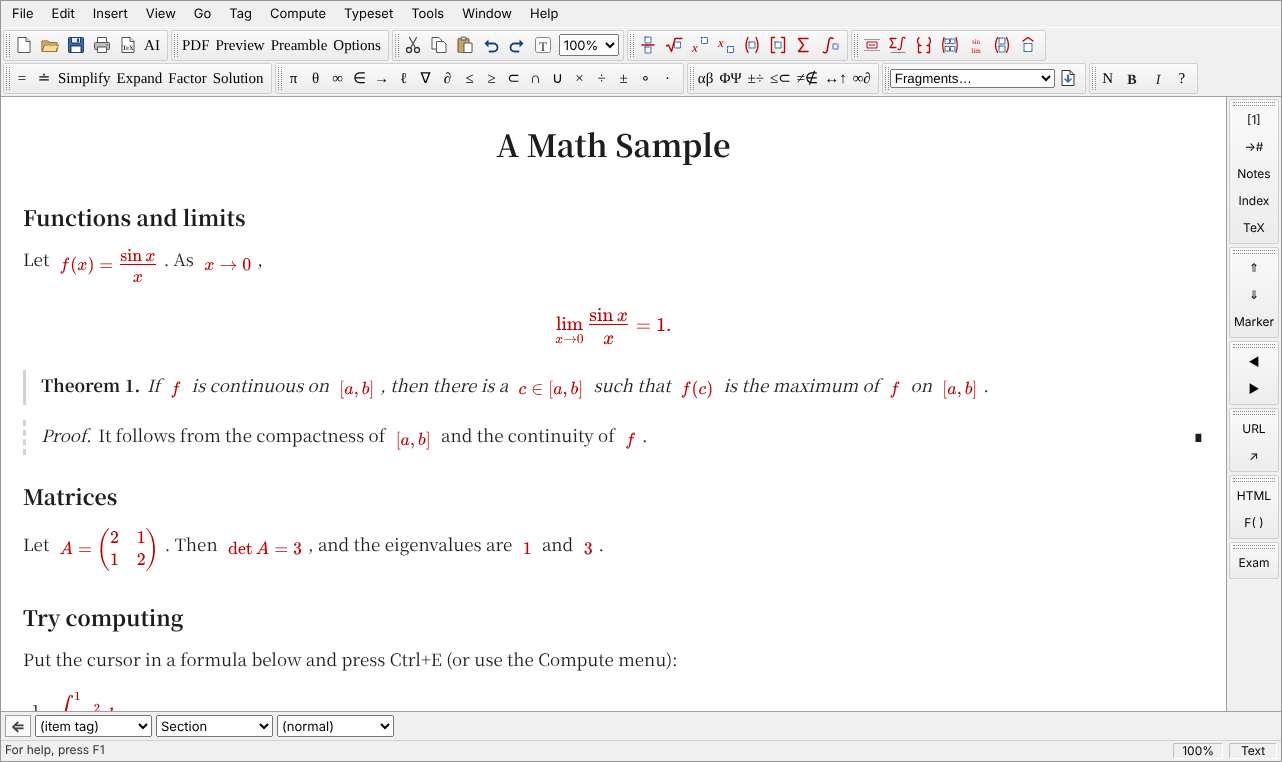 File Edit Insert View Go Tag Compute Typeset Tools Window Help
AI PDF Preview Preamble Options T 100%
= ≐ Simplify Expand Factor Solution π θ ∞ ∈ → ℓ ∇ ∂ ≤ ≥ ⊂ ∩ ∪ × ÷ ± ∘ · αβ ΦΨ ±÷ ≤⊂ ≠∉ ↔↑ ∞∂ Fragments... N B I ?
A Math Sample
Functions and limits
Let f(x) = sin x / x . As x → 0 ,
lim x→0 sin x / x = 1.
Theorem 1. If f is continuous on [a, b] , then there is a c ∈ [a, b] such that f(c) is the maximum of f on [a, b] .
Proof. It follows from the compactness of [a, b] and the continuity of f . ∎
Matrices
Let A = (2 1 1 2) . Then det A = 3 , and the eigenvalues are 1 and 3 .
Try computing
Put the cursor in a formula below and press Ctrl+E (or use the Compute menu):
[1]
→#
Notes
Index
TeX
⇑
⇓
Marker
◀
▶
URL
↗
HTML
F( )
Exam
(item tag) Section (normal)
For help, press F1 100% Text